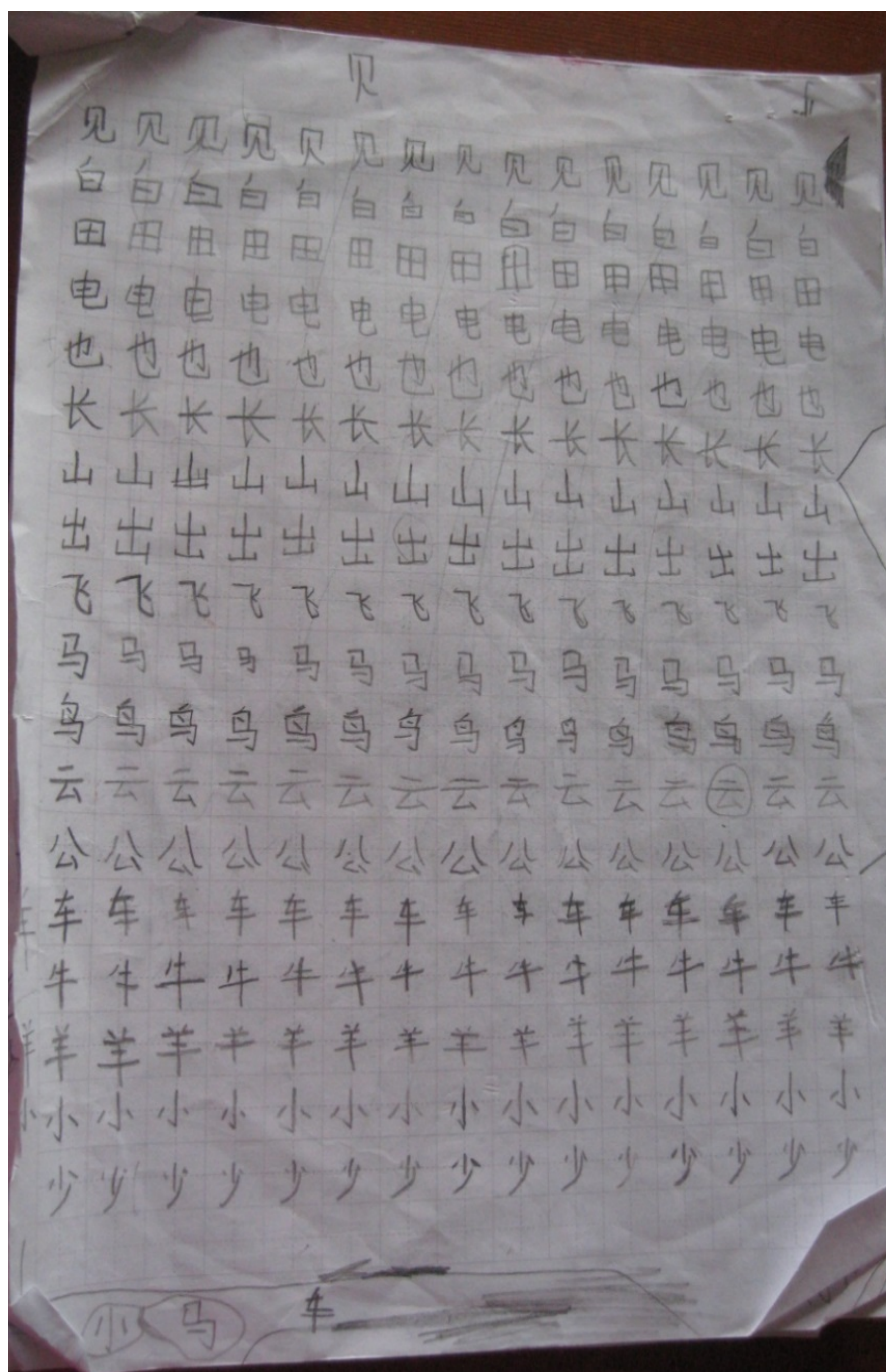 见
见见见见见见见见见见见见见见见
白白白白白白白白白白白白白白白
田田田田田田田田田田田田田田田
电电电电电电电电电电电电电电电
也也也也也也也也也也也也也也也
长长长长长长长长长长长长长长长
山山山山山山山山山山山山山山山
出出出出出出出出出出出出出出出
飞飞飞飞飞飞飞飞飞飞飞飞飞飞飞
马马马马马马马马马马马马马马马
鸟鸟鸟鸟鸟鸟鸟鸟鸟鸟鸟鸟鸟鸟鸟
云云云云云云云云云云云云云云云
公公公公公公公公公公公公公公公
车车车车车车车车车车车车车车车
牛牛牛牛牛牛牛牛牛牛牛牛牛牛牛
羊羊羊羊羊羊羊羊羊羊羊羊羊羊羊
小小小小小小小小小小小小小小小
少少少少少少少少少少少少少少少
小马 车